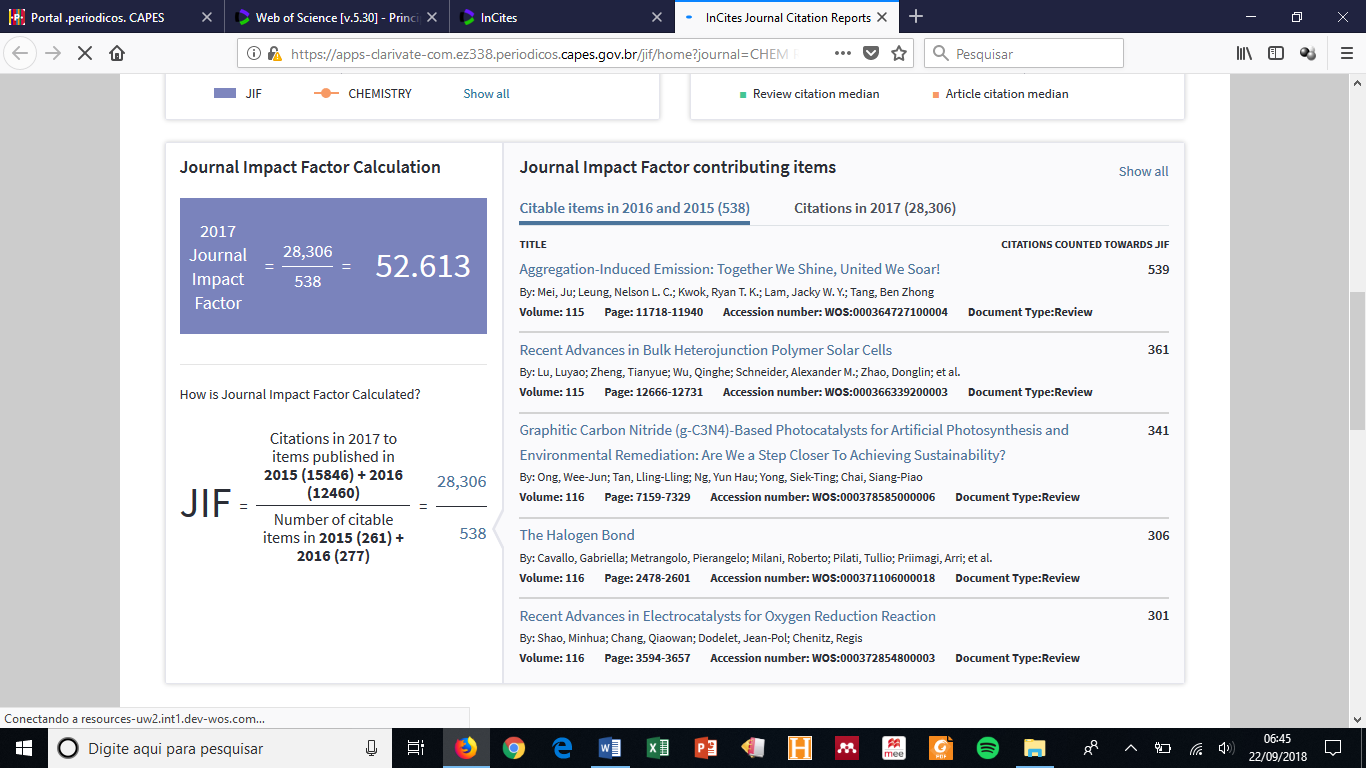 Portal .periodicos. CAPES
Web of Science [v.5.30] - Princi
InCites
InCites Journal Citation Reports
https://apps-clarivate-com.ez338.periodicos.capes.gov.br/jif/home?journal=CHEM
Pesquisar
JIF
CHEMISTRY
Show all
Review citation median
Article citation median
Journal Impact Factor Calculation
2017
Journal
Impact
Factor
= 28,306
538
= 52.613
How is Journal Impact Factor Calculated?
JIF =
Citations in 2017 to
items published in
2015 (15846) + 2016
(12460)
Number of citable
items in 2015 (261) +
2016 (277)
= 28,306
538
Journal Impact Factor contributing items
Show all
Citable items in 2016 and 2015 (538)
Citations in 2017 (28,306)
TITLE
CITATIONS COUNTED TOWARDS JIF
Aggregation-Induced Emission: Together We Shine, United We Soar!
539
By: Mei, Ju; Leung, Nelson L. C.; Kwok, Ryan T. K.; Lam, Jacky W. Y.; Tang, Ben Zhong
Volume: 115 Page: 11718-11940 Accession number: WOS:000364727100004 Document Type:Review
Recent Advances in Bulk Heterojunction Polymer Solar Cells
361
By: Lu, Luyao; Zheng, Tianyue; Wu, Qinghe; Schneider, Alexander M.; Zhao, Donglin; et al.
Volume: 115 Page: 12666-12731 Accession number: WOS:000366339200003 Document Type:Review
Graphitic Carbon Nitride (g-C3N4)-Based Photocatalysts for Artificial Photosynthesis and
Environmental Remediation: Are We a Step Closer To Achieving Sustainability?
341
By: Ong, Wee-Jun; Tan, Lling-Lling; Ng, Yun Hau; Yong, Siek-Ting; Chai, Siang-Piao
Volume: 116 Page: 7159-7329 Accession number: WOS:000378585000006 Document Type:Review
The Halogen Bond
306
By: Cavallo, Gabriella; Metrangolo, Pierangelo; Milani, Roberto; Pilati, Tullio; Priimagi, Arri; et al.
Volume: 116 Page: 2478-2601 Accession number: WOS:000371106000018 Document Type:Review
Recent Advances in Electrocatalysts for Oxygen Reduction Reaction
301
By: Shao, Minhua; Chang, Qiaowan; Dodelet, Jean-Pol; Chenitz, Regis
Volume: 116 Page: 3594-3657 Accession number: WOS:000372854800003 Document Type:Review
Conectando a resources-uw2.int1.dev-wos.com...
Digite aqui para pesquisar
mee
PDF
06:45
22/09/2018